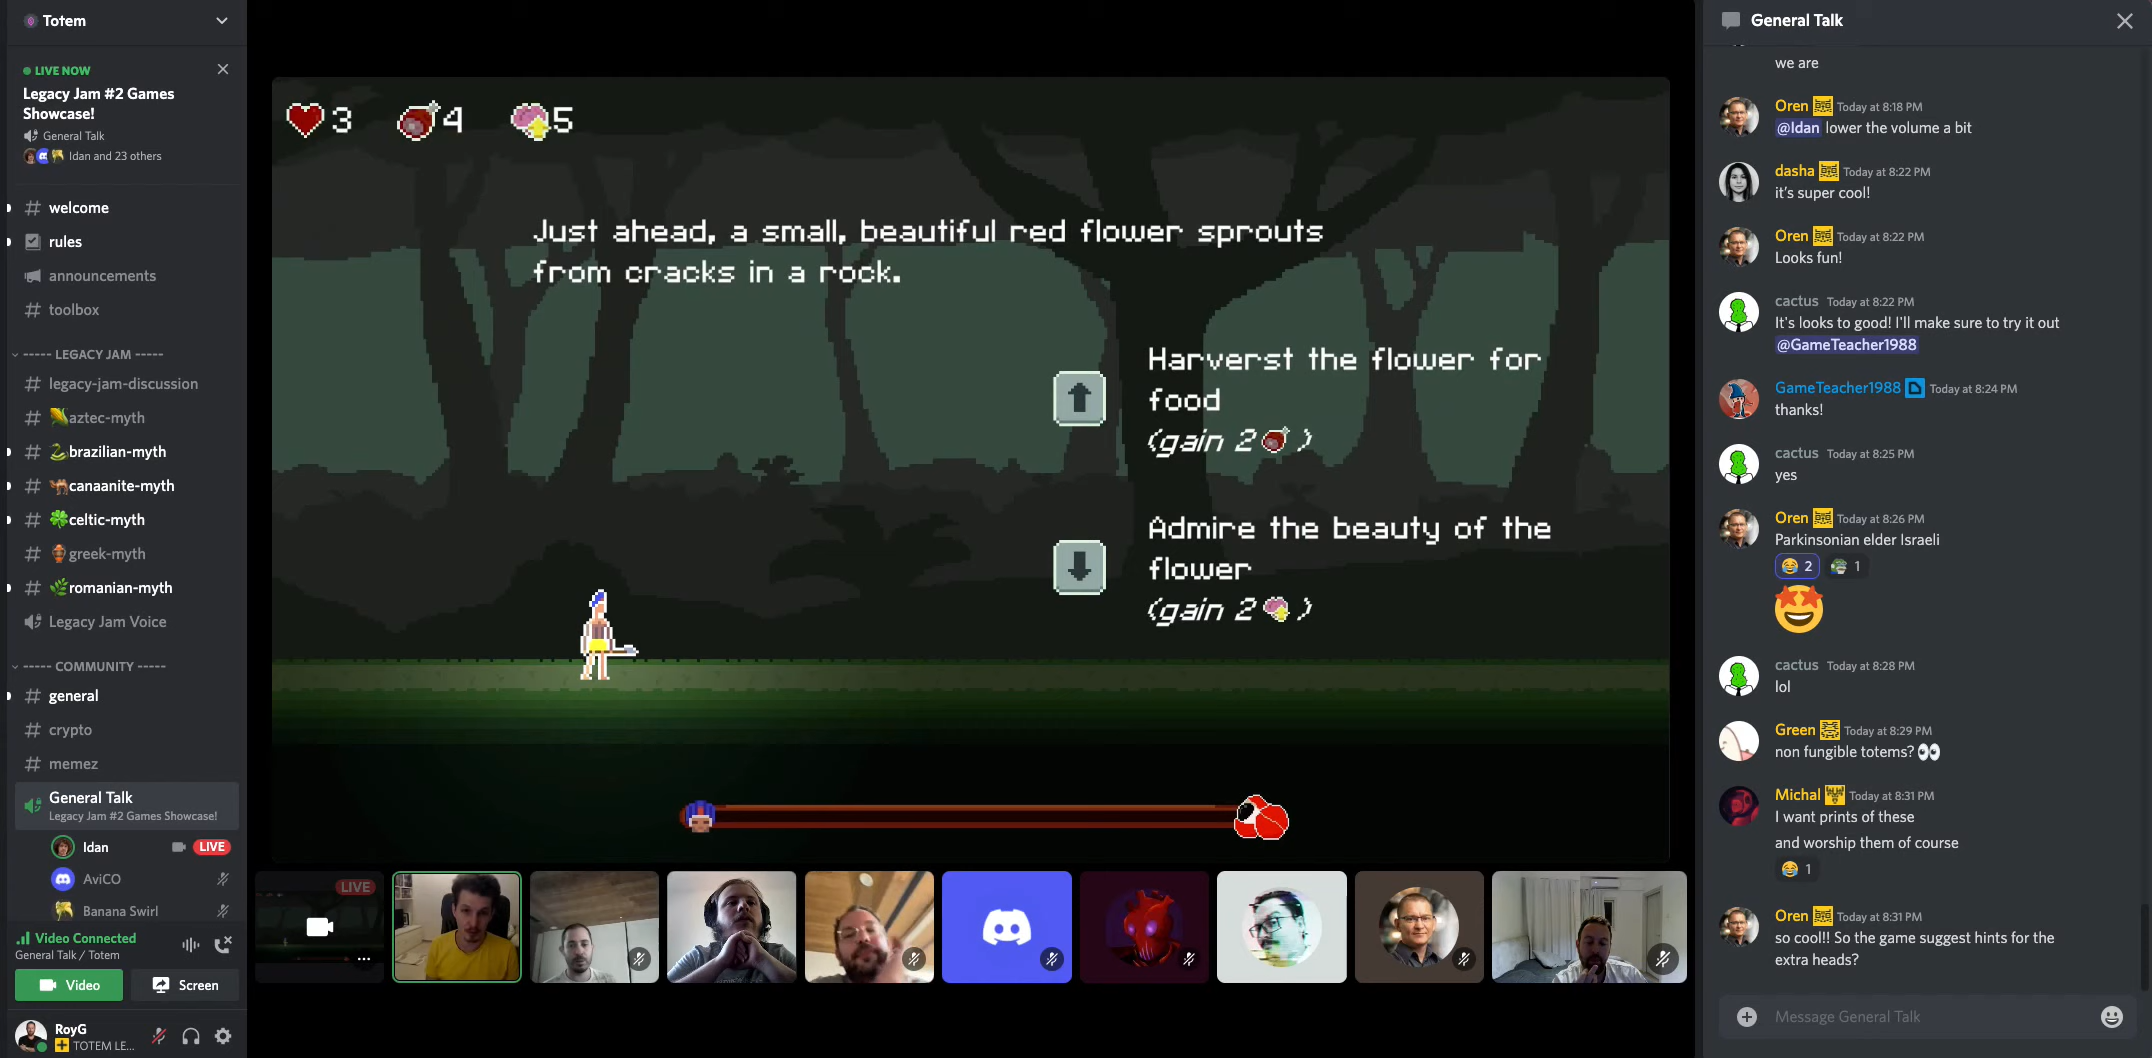 Totem
LIVE NOW
Legacy Jam #2 Games
Showcase!
General Talk
Idan and 23 others
welcome
rules
announcements
toolbox
----- LEGACY JAM -----
legacy-jam-discussion
aztec-myth
brazilian-myth
canaanite-myth
celtic-myth
greek-myth
romanian-myth
Legacy Jam Voice
----- COMMUNITY -----
general
crypto
memez
General Talk
Legacy Jam #2 Games Showcase!
Idan LIVE
AviCO
Banana Swirl
Video Connected
General Talk / Totem
Video Screen
RoyG
TOTEM LE...
3 4 5
Just ahead, a small, beautiful red flower sprouts
from cracks in a rock.
Harverst the flower for
food
(gain 2 )
Admire the beauty of the
flower
(gain 2 )
LIVE
General Talk
we are
Oren Today at 8:18 PM
@Idan lower the volume a bit
dasha Today at 8:22 PM
it's super cool!
Oren Today at 8:22 PM
Looks fun!
cactus Today at 8:22 PM
It's looks to good! I'll make sure to try it out
@GameTeacher1988
GameTeacher1988 Today at 8:24 PM
thanks!
cactus Today at 8:25 PM
yes
Oren Today at 8:26 PM
Parkinsonian elder Israeli
😂 2 1
🤩
cactus Today at 8:28 PM
lol
Green Today at 8:29 PM
non fungible totems? 👀
Michal Today at 8:31 PM
I want prints of these
and worship them of course
😂 1
Oren Today at 8:31 PM
so cool!! So the game suggest hints for the
extra heads?
Message General Talk